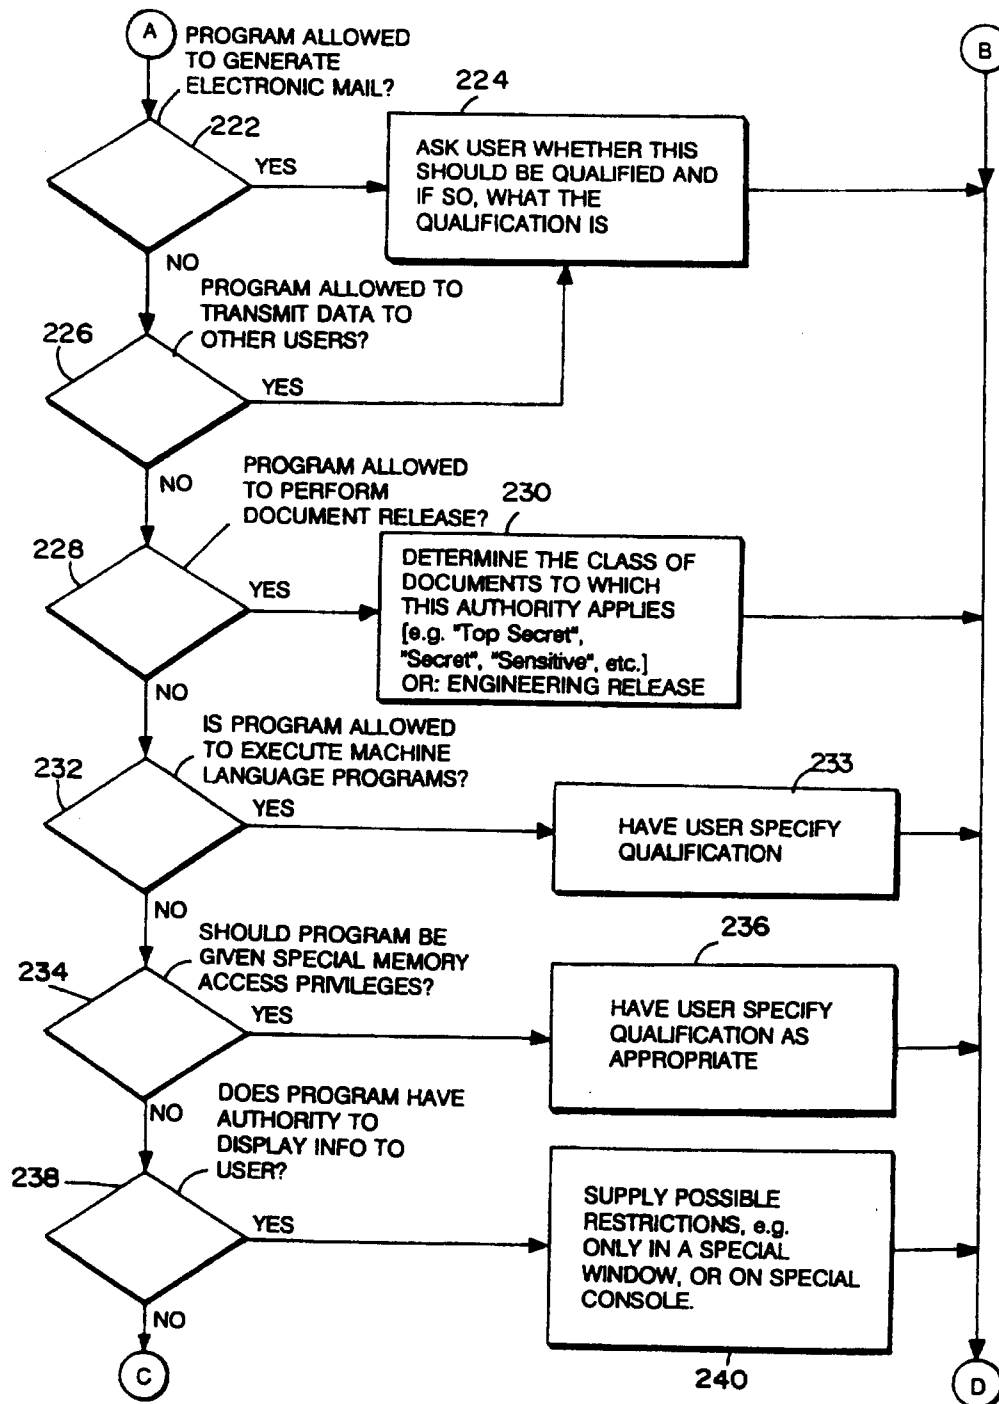 A
PROGRAM ALLOWED
TO GENERATE
ELECTRONIC MAIL?
B
222
YES
224
ASK USER WHETHER THIS
SHOULD BE QUALIFIED AND
IF SO, WHAT THE
QUALIFICATION IS
NO
PROGRAM ALLOWED TO
TRANSMIT DATA TO
OTHER USERS?
226
YES
NO
PROGRAM ALLOWED
TO PERFORM
DOCUMENT RELEASE?
228
YES
230
DETERMINE THE CLASS OF
DOCUMENTS TO WHICH
THIS AUTHORITY APPLIES
[e.g. "Top Secret",
"Secret", "Sensitive", etc.]
OR: ENGINEERING RELEASE
NO
IS PROGRAM ALLOWED
TO EXECUTE MACHINE
LANGUAGE PROGRAMS?
232
YES
233
HAVE USER SPECIFY
QUALIFICATION
NO
SHOULD PROGRAM BE
GIVEN SPECIAL MEMORY
ACCESS PRIVILEGES?
234
YES
236
HAVE USER SPECIFY
QUALIFICATION AS
APPROPRIATE
NO
DOES PROGRAM HAVE
AUTHORITY TO
DISPLAY INFO TO
USER?
238
YES
SUPPLY POSSIBLE
RESTRICTIONS, e.g.
ONLY IN A SPECIAL
WINDOW, OR ON SPECIAL
CONSOLE.
240
NO
C
D